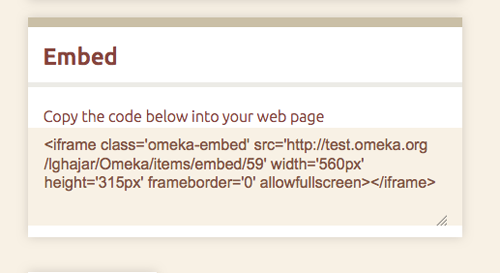 Embed
Copy the code below into your web page
<iframe class='omeka-embed' src='http://test.omeka.org
/lghajar/Omeka/items/embed/59' width='560px'
height='315px' frameborder='0' allowfullscreen></iframe>